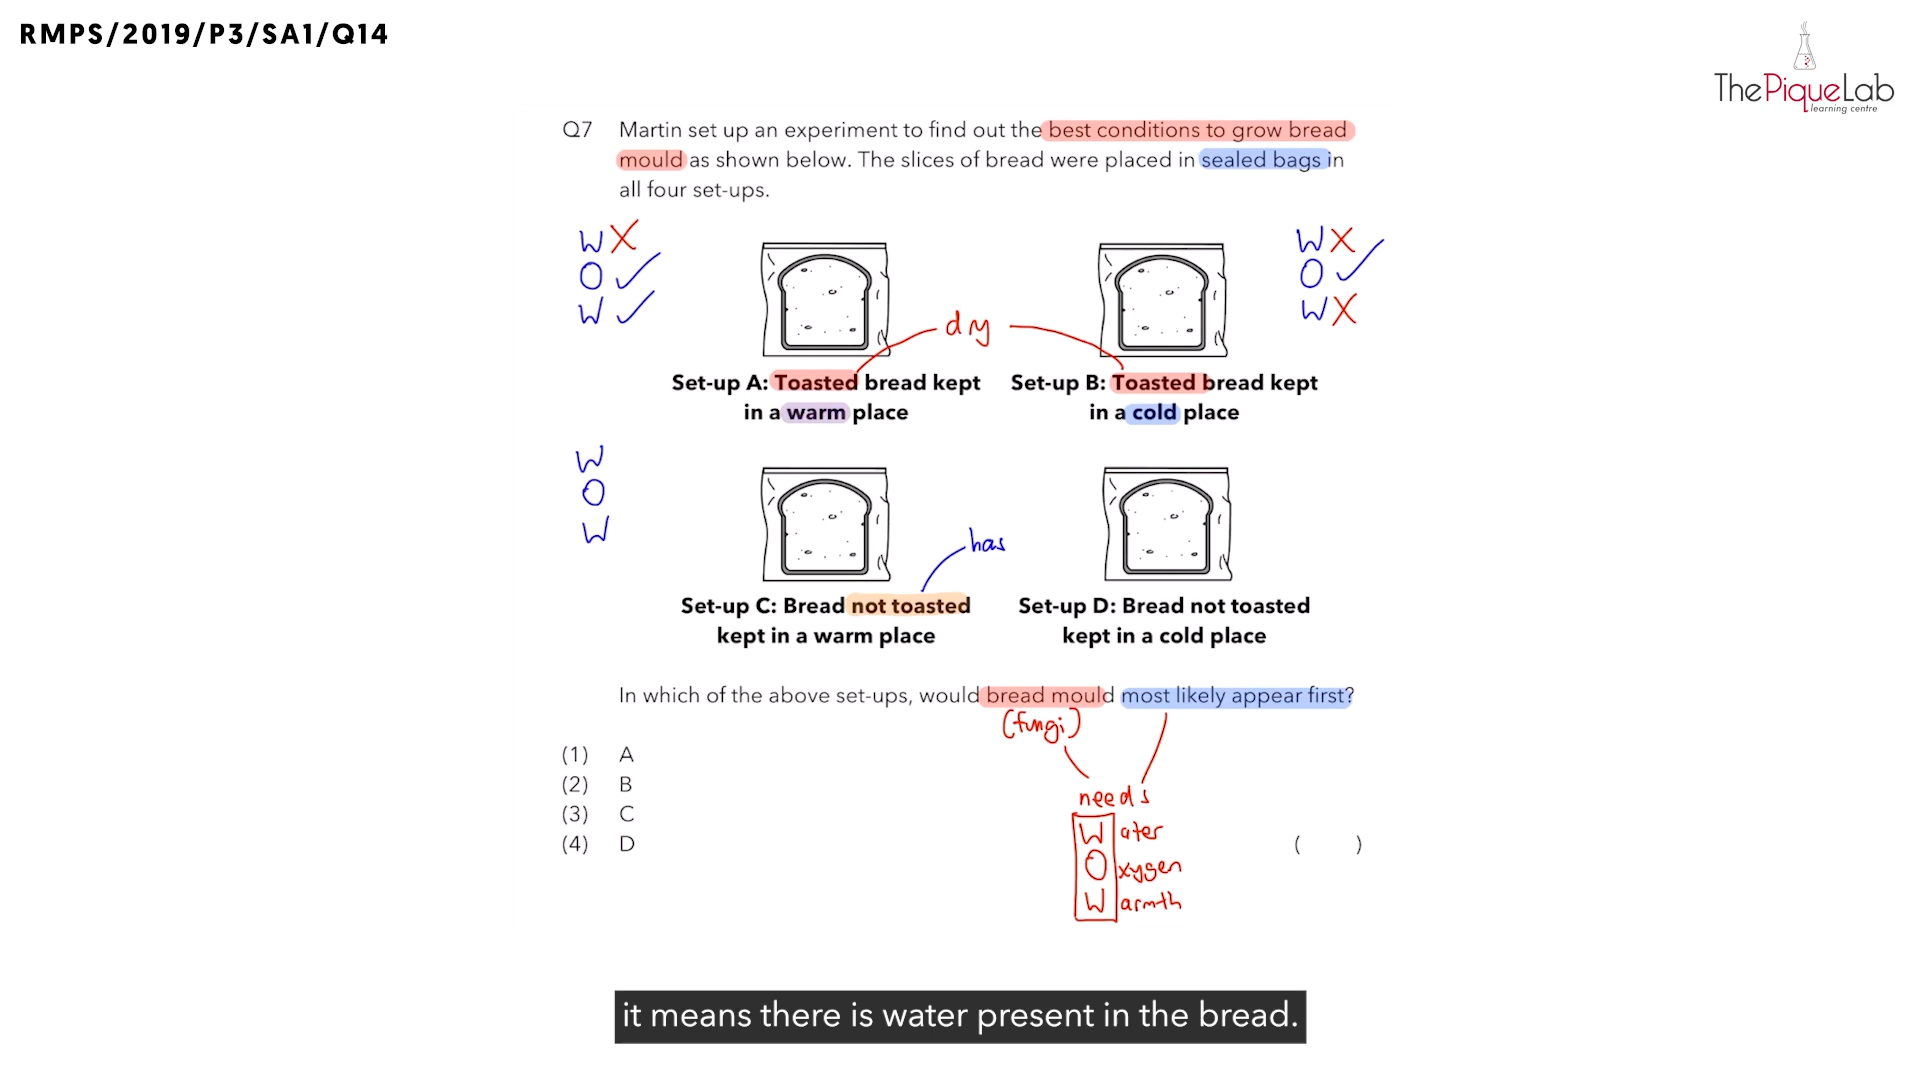 RMPS/2019/P3/SA1/Q14
ThePiqueLab
learning centre
Q7 Martin set up an experiment to find out the best conditions to grow bread
mould as shown below. The slices of bread were placed in sealed bags in
all four set-ups.
W X
O ✓
W ✓
W X
O ✓
W X
dry
Set-up A: Toasted bread kept
in a warm place
Set-up B: Toasted bread kept
in a cold place
W
O
W
has
Set-up C: Bread not toasted
kept in a warm place
Set-up D: Bread not toasted
kept in a cold place
In which of the above set-ups, would bread mould most likely appear first?
(fungi)
needs
Water
Oxygen
Warmth
(1) A
(2) B
(3) C
(4) D ( )
it means there is water present in the bread.